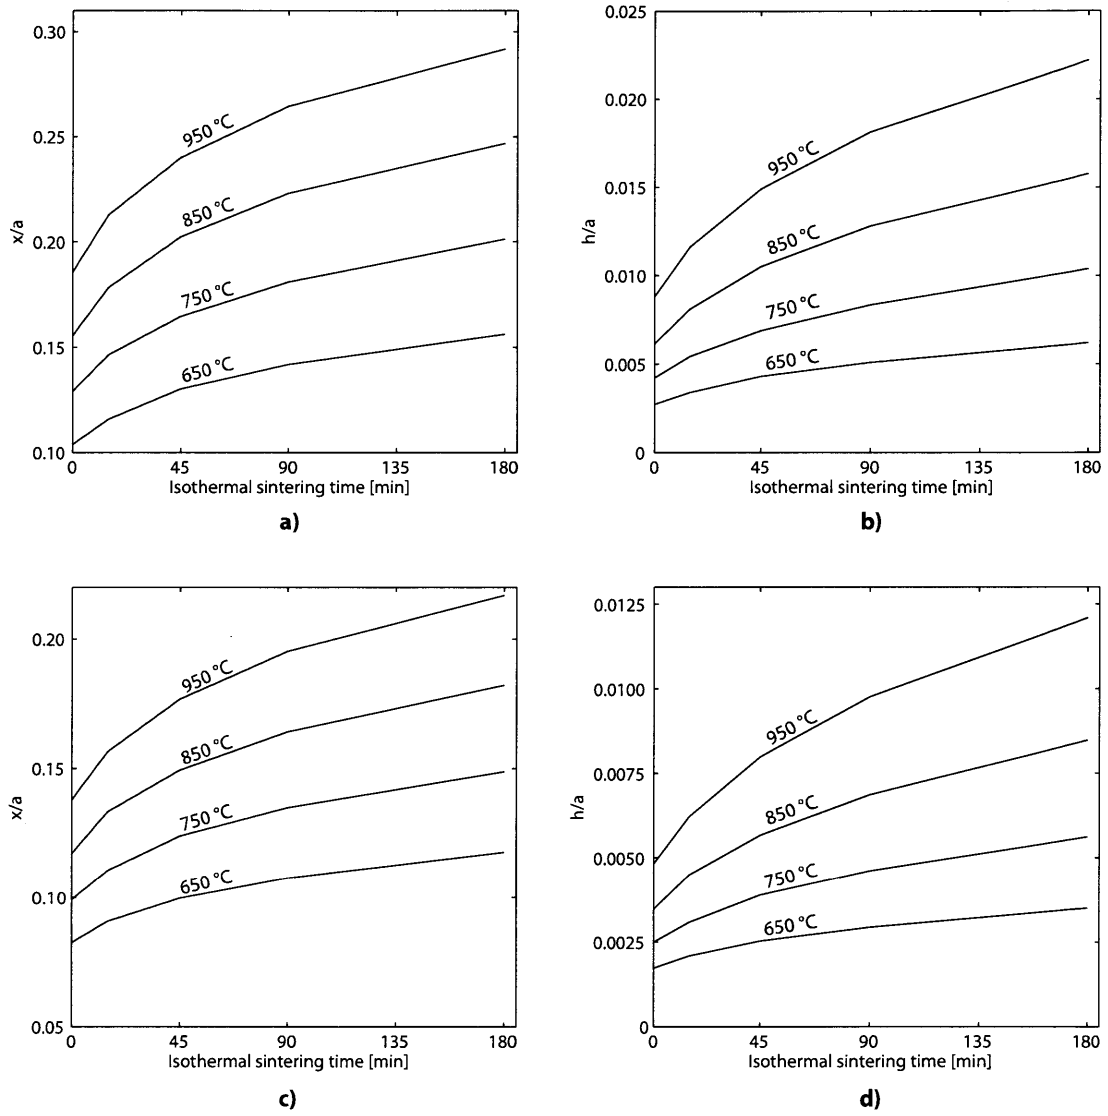 0.30
0.25
0.20
0.15
0.10
x/a
950 °C
850 °C
750 °C
650 °C
0 45 90 135 180
Isothermal sintering time [min]
a)
0.025
0.020
0.015
0.010
0.005
0
h/a
950 °C
850 °C
750 °C
650 °C
0 45 90 135 180
Isothermal sintering time [min]
b)
0.20
0.15
0.10
0.05
x/a
950 °C
850 °C
750 °C
650 °C
0 45 90 135 180
Isothermal sintering time [min]
c)
0.0125
0.0100
0.0075
0.0050
0.0025
0
h/a
950 °C
850 °C
750 °C
650 °C
0 45 90 135 180
Isothermal sintering time [min]
d)